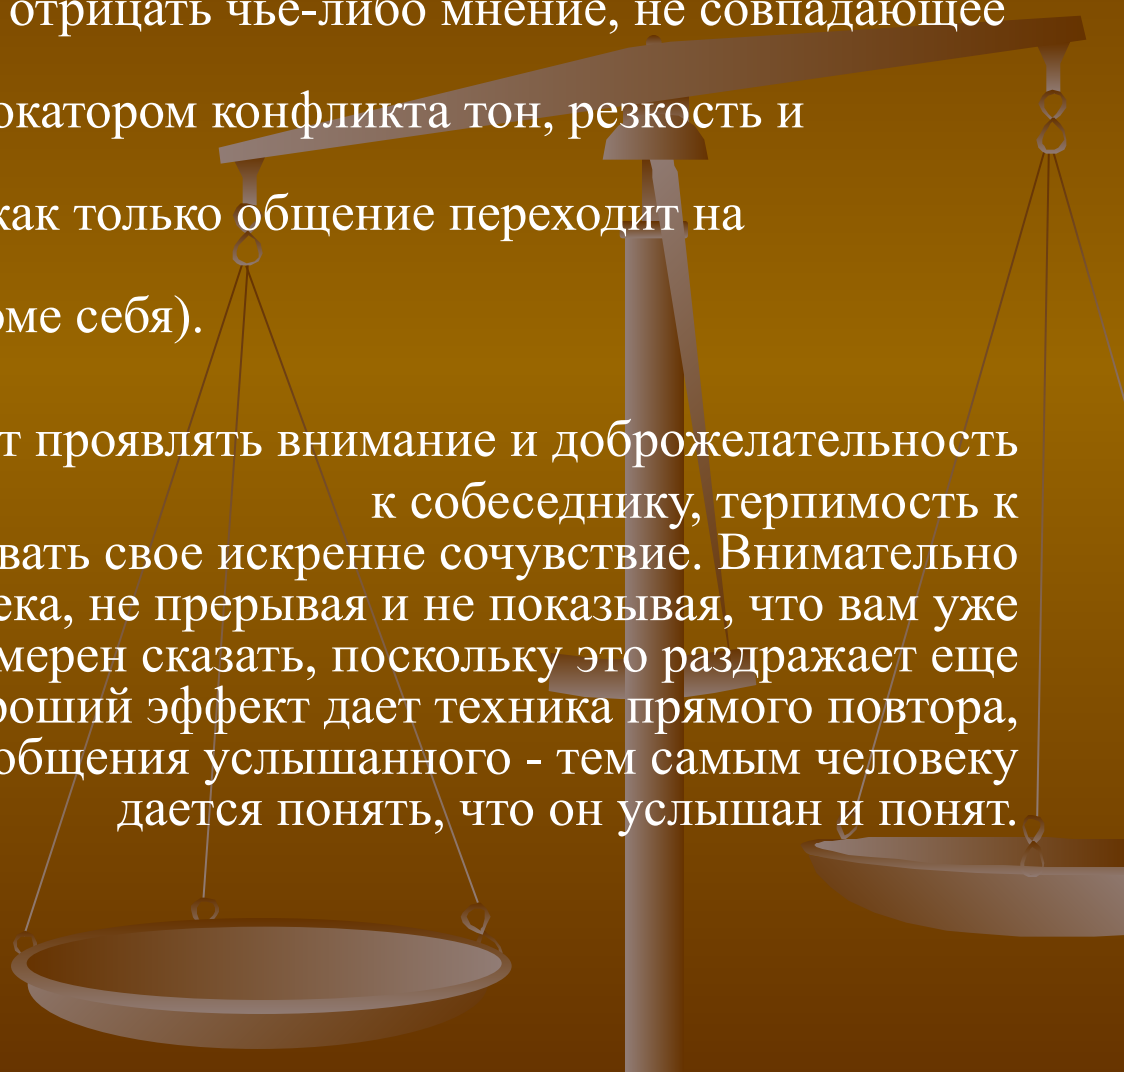 отрицать чье-либо мнение, не совпадающее
окатором конфликта тон, резкость и
как только общение переходит на
оме себя).
т проявлять внимание и доброжелательность
к собеседнику, терпимость к
вать свое искренне сочувствие. Внимательно
ека, не прерывая и не показывая, что вам уже
мерен сказать, поскольку это раздражает еще
роший эффект дает техника прямого повтора,
общения услышанного - тем самым человеку
дается понять, что он услышан и понят.